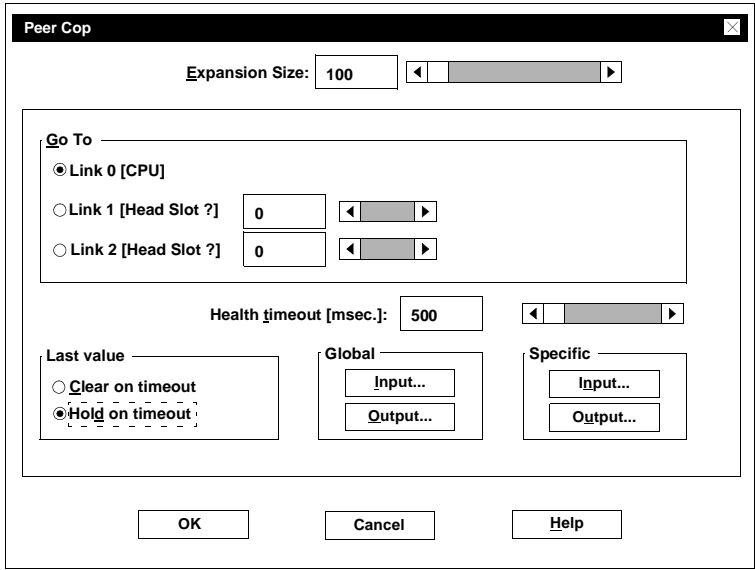 Peer Cop
Expansion Size: 100
Go To
Link 0 [CPU]
Link 1 [Head Slot ?] 0
Link 2 [Head Slot ?] 0
Health timeout [msec.]: 500
Last value
Clear on timeout
Hold on timeout
Global
Input...
Output...
Specific
Input...
Output...
OK Cancel Help